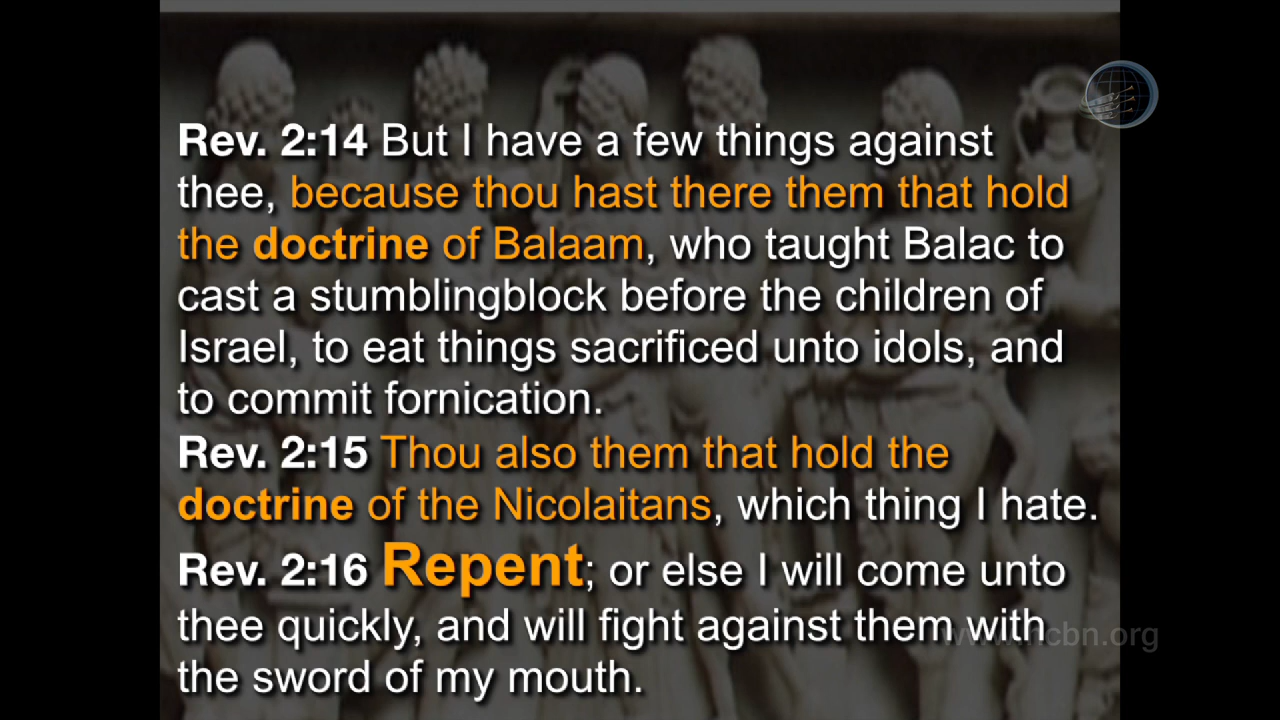 Rev. 2:14 But I have a few things against
thee, because thou hast there them that hold
the doctrine of Balaam, who taught Balac to
cast a stumblingblock before the children of
Israel, to eat things sacrificed unto idols, and
to commit fornication.
Rev. 2:15 Thou also them that hold the
doctrine of the Nicolaitans, which thing I hate.
Rev. 2:16 Repent; or else I will come unto
thee quickly, and will fight against them with
the sword of my mouth.